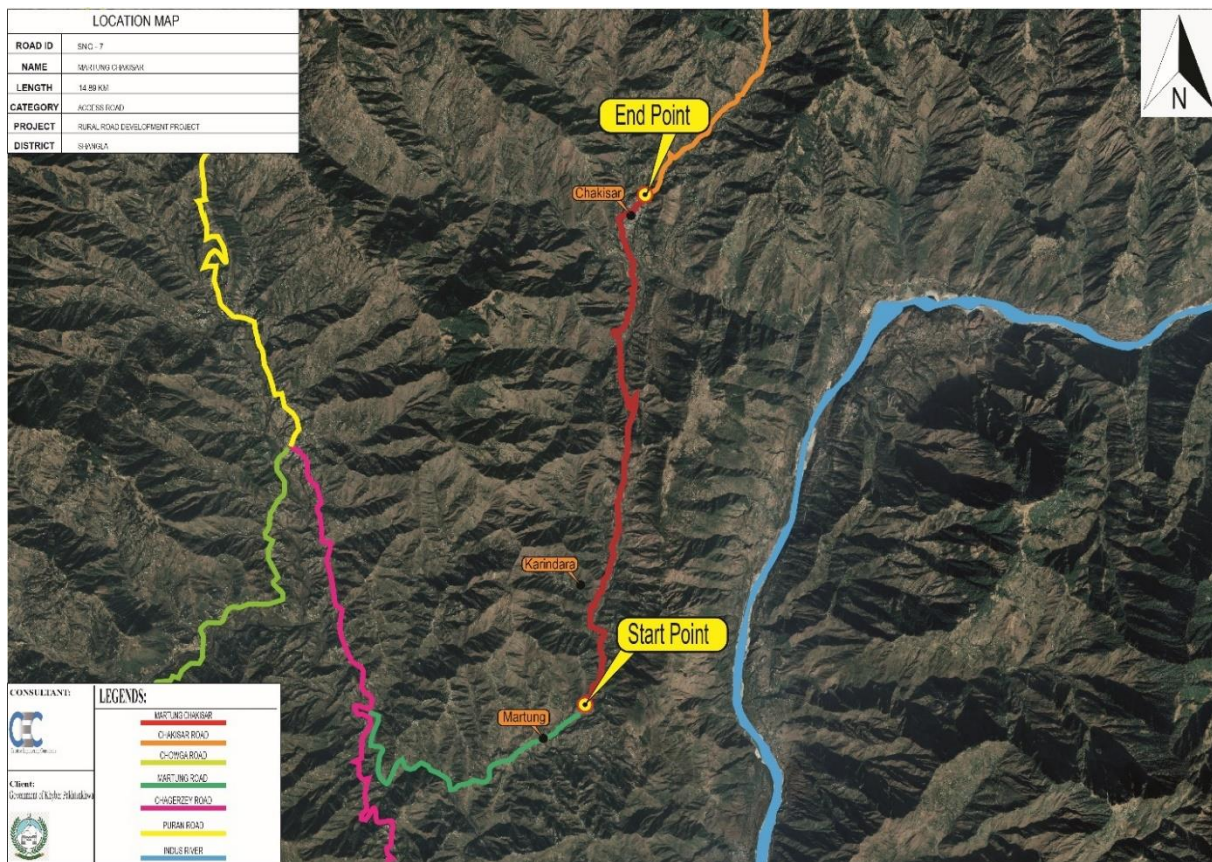 LOCATION MAP
ROAD ID SNG - 7
NAME MARTUNG CHAKISAR
LENGTH 14.89 KM
CATEGORY ACCESS ROAD
PROJECT RURAL ROAD DEVELOPMENT PROJECT
DISTRICT SHANGLA
N
End Point
Chakisar
Karindara
Start Point
Martung
CONSULTANT:
Client:
Government of Khyber Pakhtunkhwa
LEGENDS:
MARTUNG CHAKISAR
CHAKISAR ROAD
CHOWGA ROAD
MARTUNG ROAD
CHAGERZEY ROAD
PURAN ROAD
INDUS RIVER